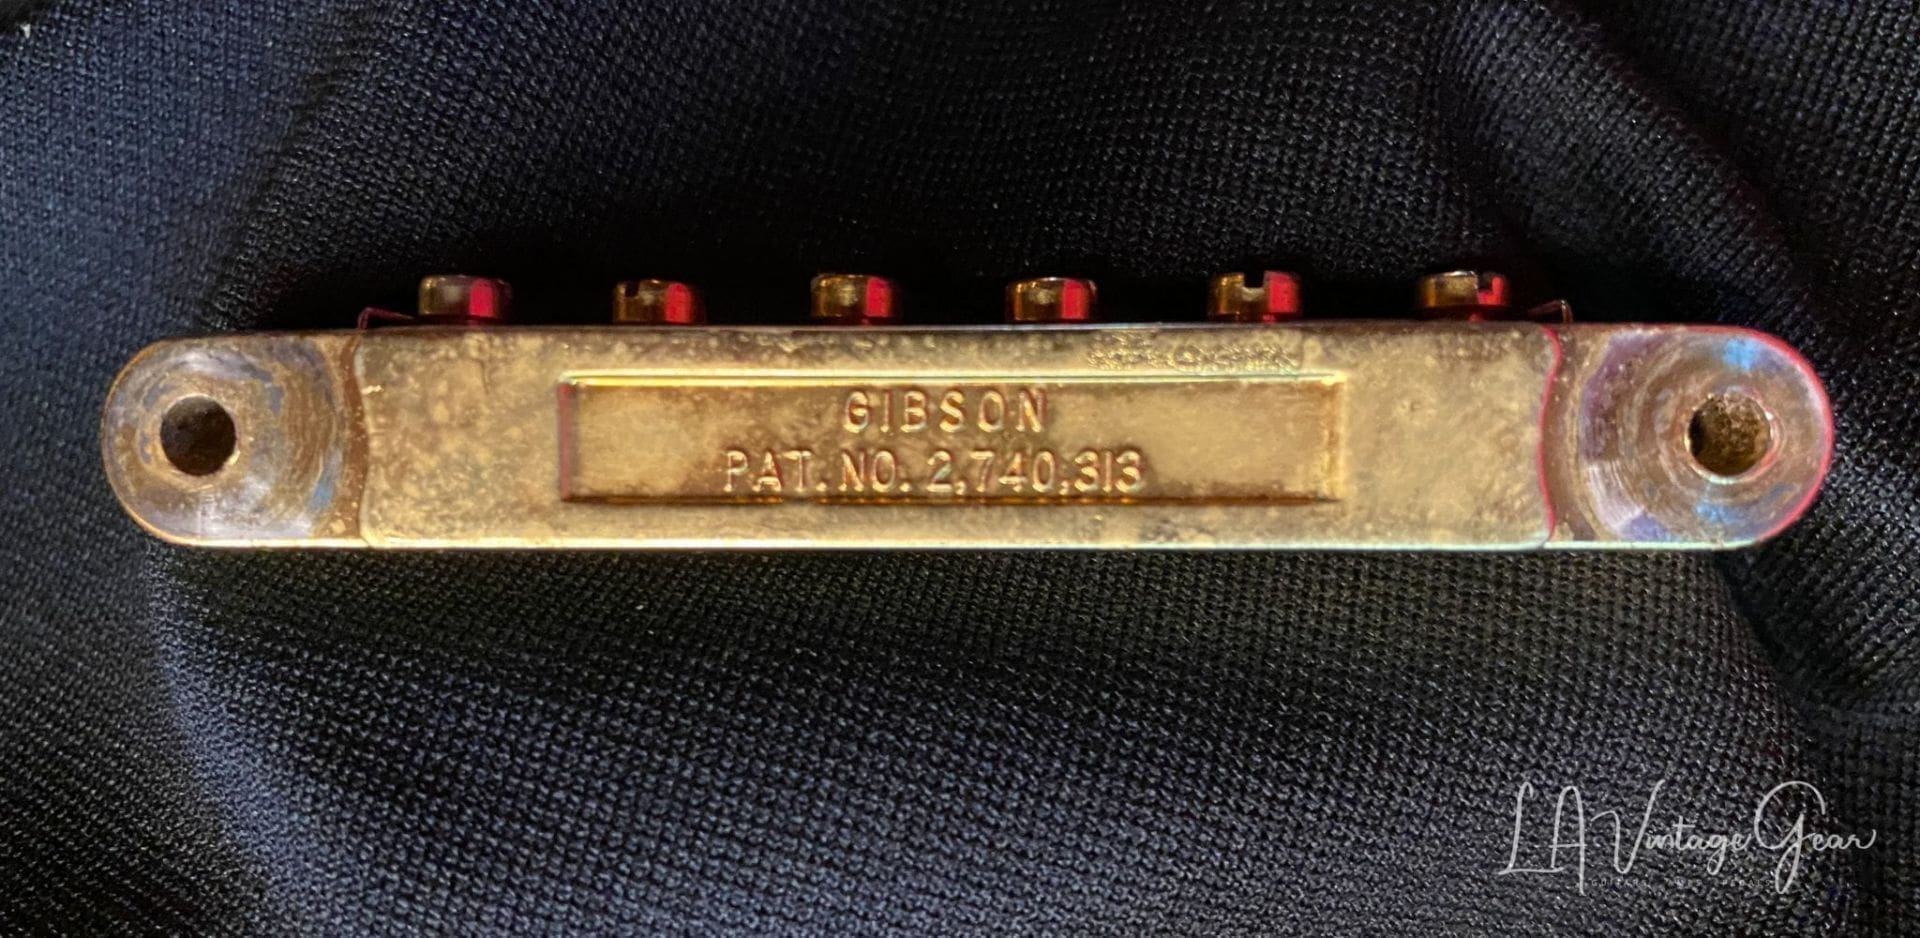 GIBSON
PAT. NO. 2,740,313
LA Vintage Gear